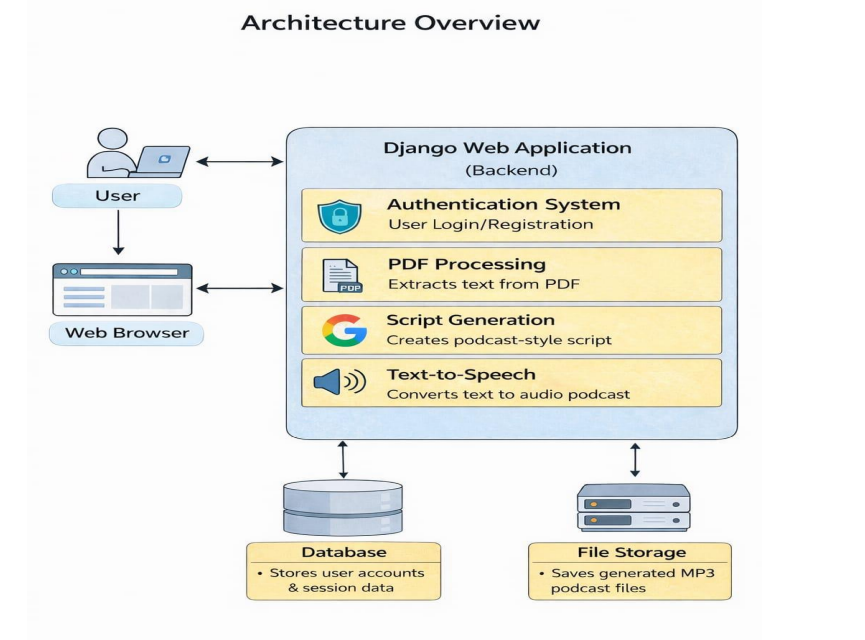 Architecture Overview
User
Web Browser
Django Web Application
(Backend)
Authentication System
User Login/Registration
PDP
PDF Processing
Extracts text from PDF
Script Generation
Creates podcast-style script
Text-to-Speech
Converts text to audio podcast
Database
• Stores user accounts
& session data
File Storage
• Saves generated MP3
podcast files